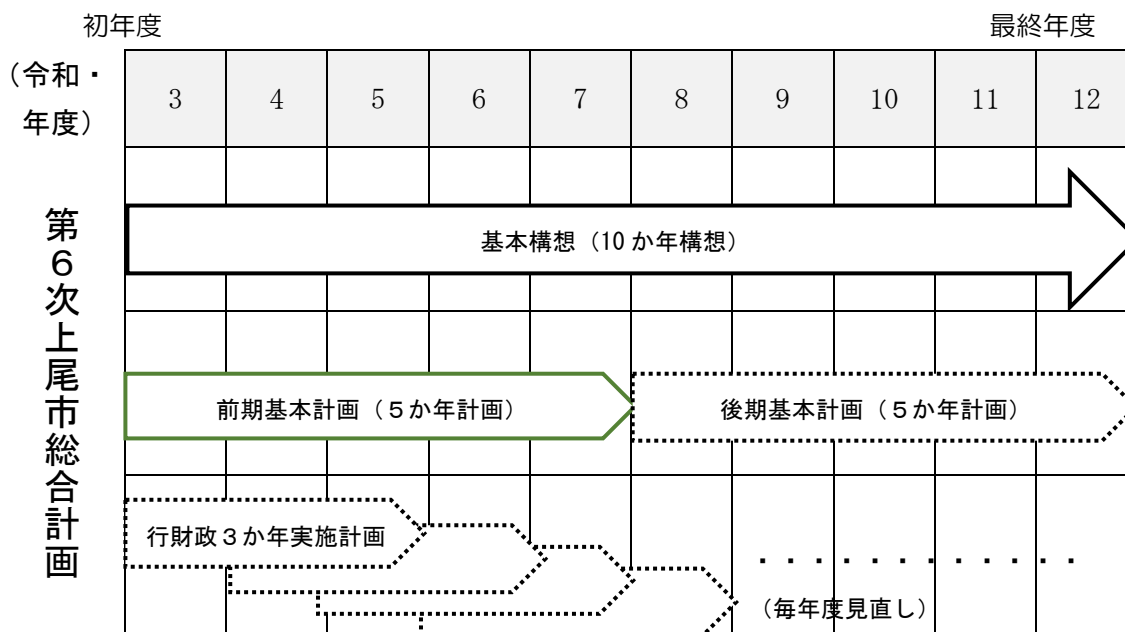 初年度 最終年度
（令和・
年度）
3 4 5 6 7 8 9 10 11 12
第６次上尾市総合計画
基本構想（10 か年構想）
前期基本計画（５か年計画） 後期基本計画（５か年計画）
行財政３か年実施計画
・・・・・・・・・・・・
（毎年度見直し）